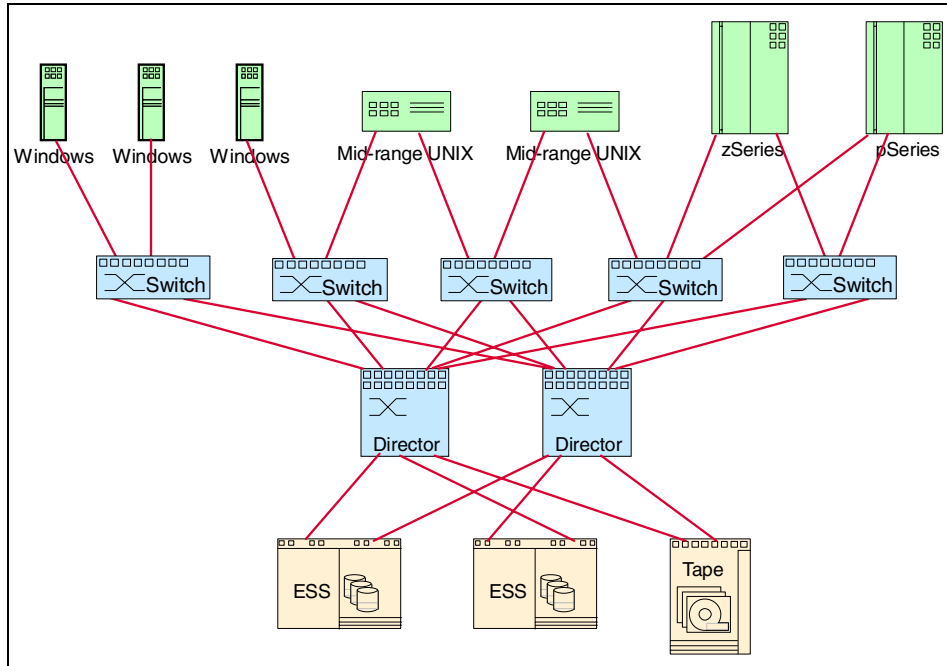 Windows
Windows
Windows
Mid-range UNIX
Mid-range UNIX
zSeries
pSeries
Switch
Switch
Switch
Switch
Switch
Director
Director
ESS
ESS
Tape